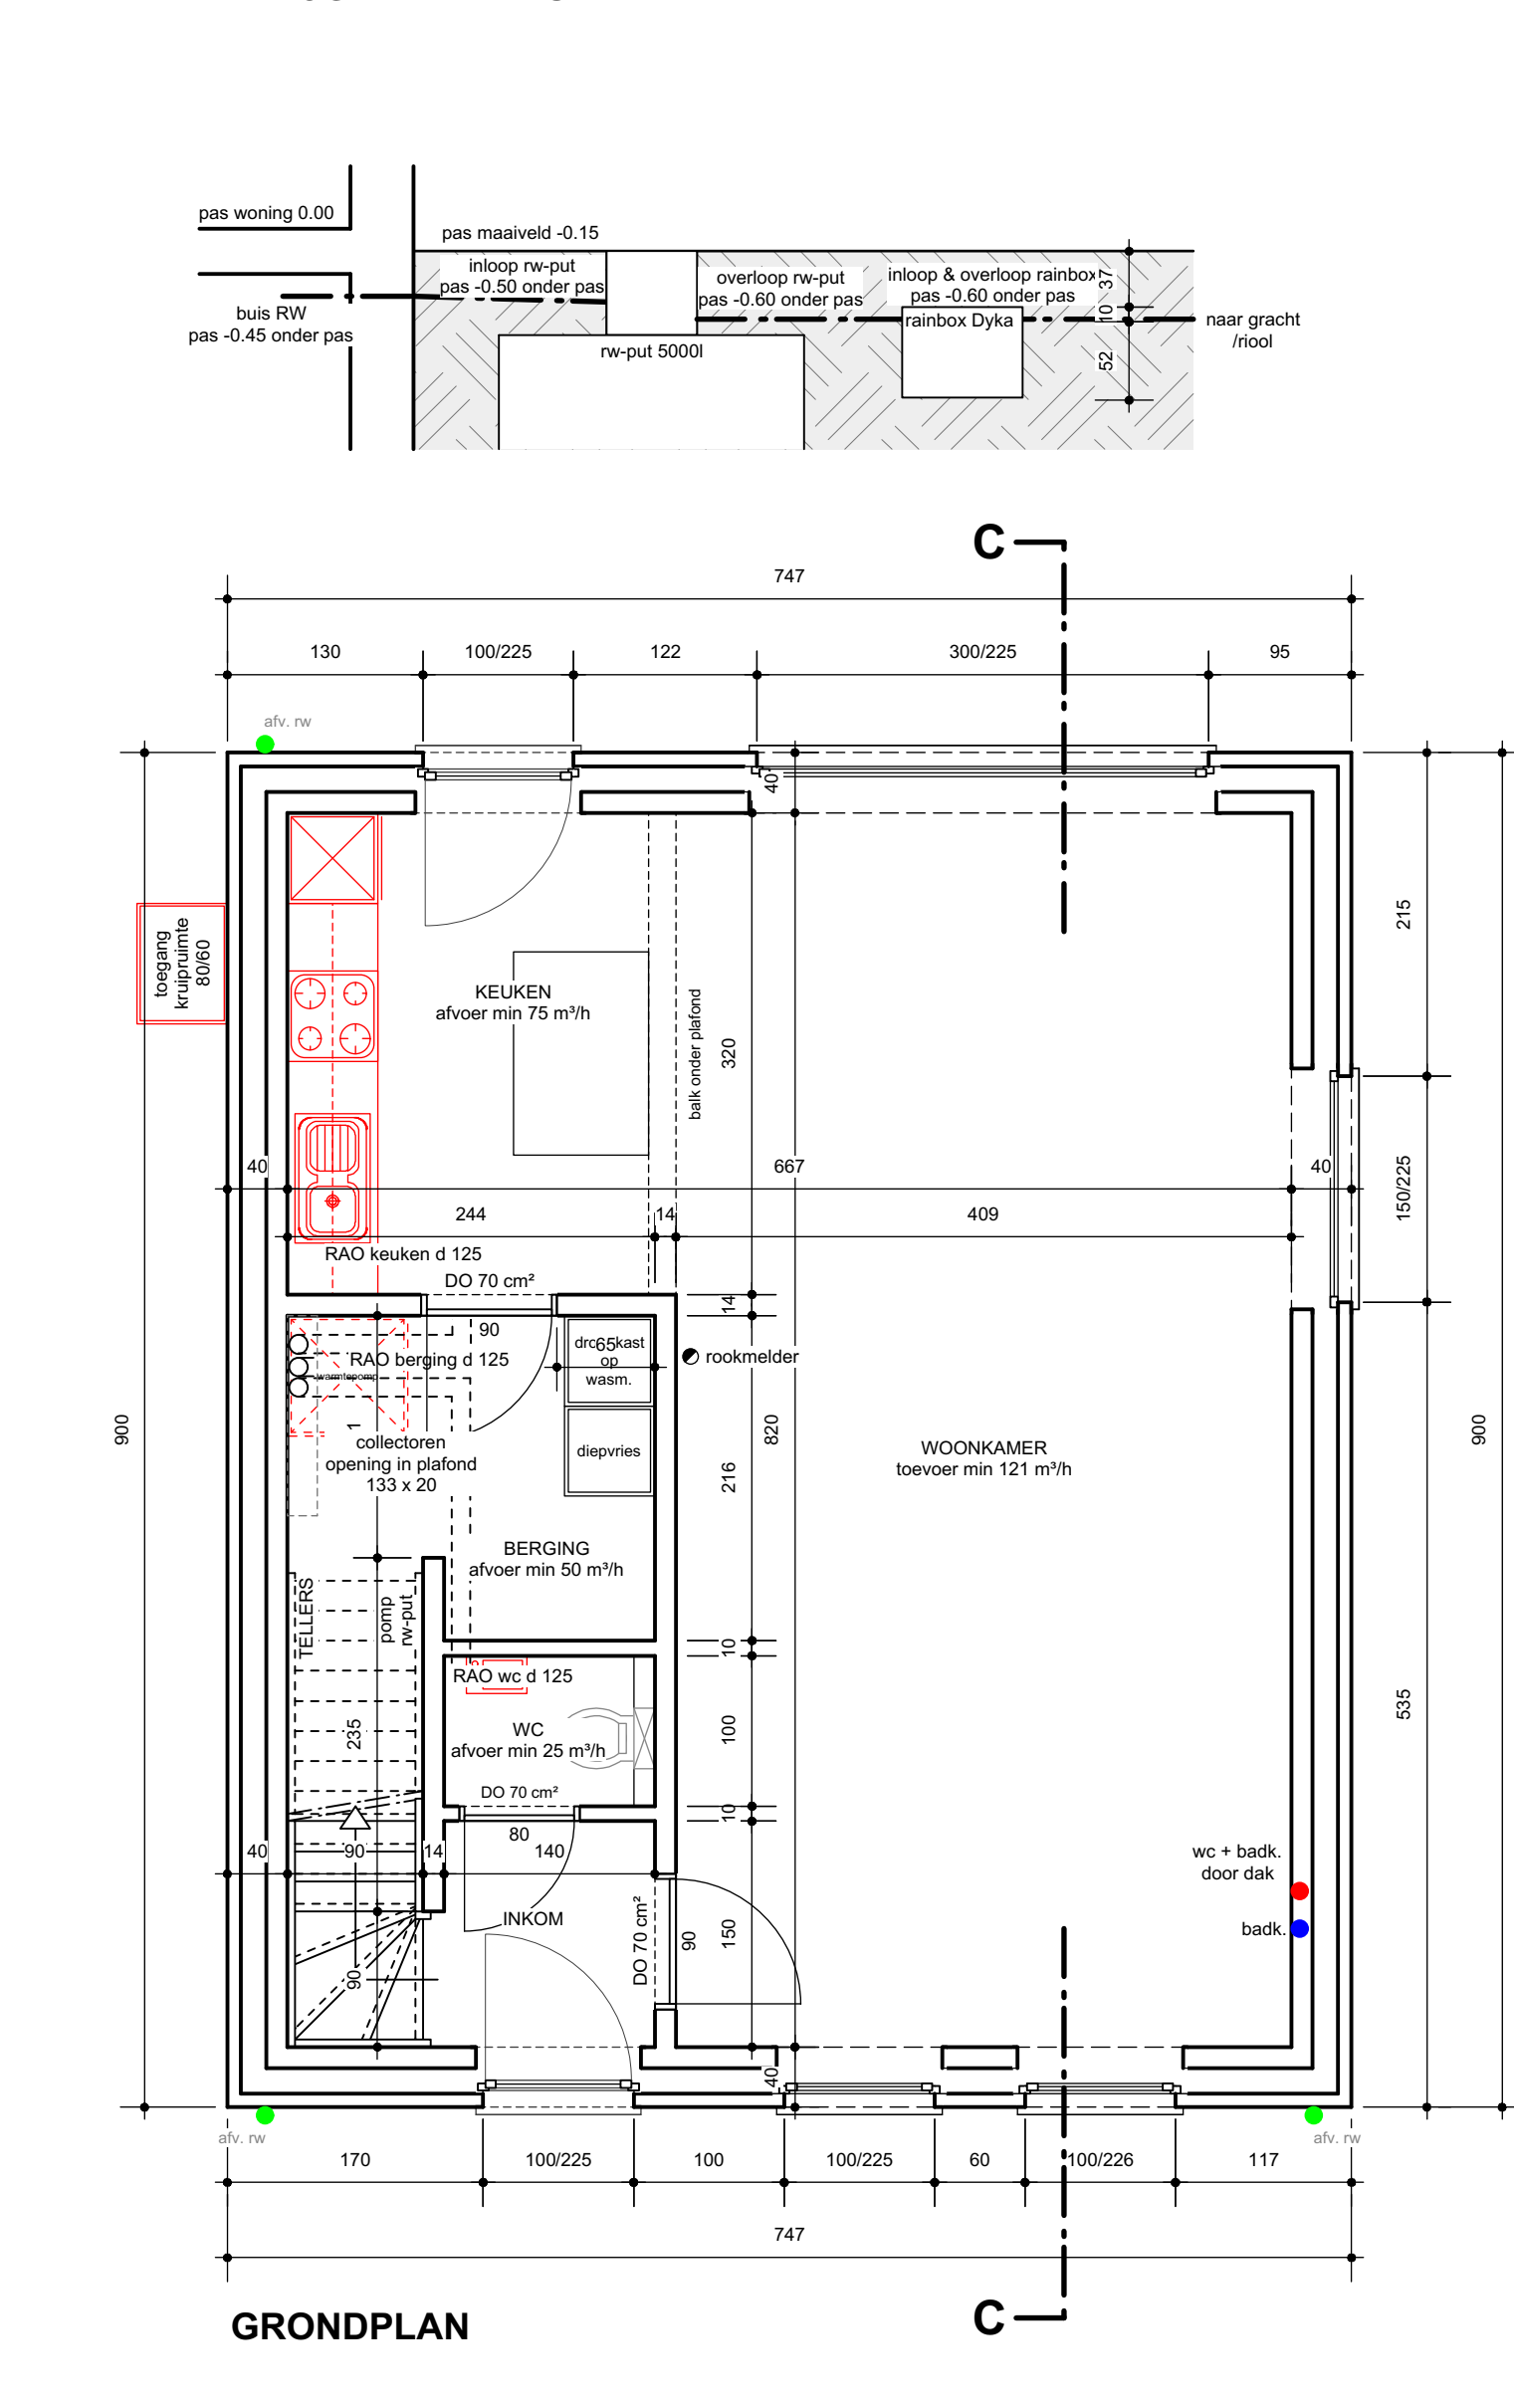 pas woning 0.00
pas maaiveld -0.15
inloop rw-put
pas -0.50 onder pas
overloop rw-put
pas -0.60 onder pas
inloop & overloop rainbox
pas -0.60 onder pas
37
10
52
buis RW
pas -0.45 onder pas
rainbox Dyka
naar gracht
/riool
rw-put 5000l
C
747
130
100/225
122
300/225
95
afv. rw
40
toegang
kruipruimte
80/60
KEUKEN
afvoer min 75 m³/h
balk onder plafond
320
215
40
667
40
150/225
244
14
409
RAO keuken d 125
DO 70 cm²
14
90
65
op
wasm.
rookmelder
RAO berging d 125
warmtepomp
900
820
900
collectoren
opening in plafond
133 x 20
diepvries
216
WOONKAMER
toevoer min 121 m³/h
BERGING
afvoer min 50 m³/h
TELLERS
pomp
rw-put
10
RAO wc d 125
235
WC
afvoer min 25 m³/h
100
535
DO 70 cm²
10
80
40
90
14
140
wc + badk.
door dak
INKOM
DO 70 cm²
90
150
badk.
90
40
afv. rw
afv. rw
170
100/225
100
100/225
60
100/226
117
747
GRONDPLAN
C